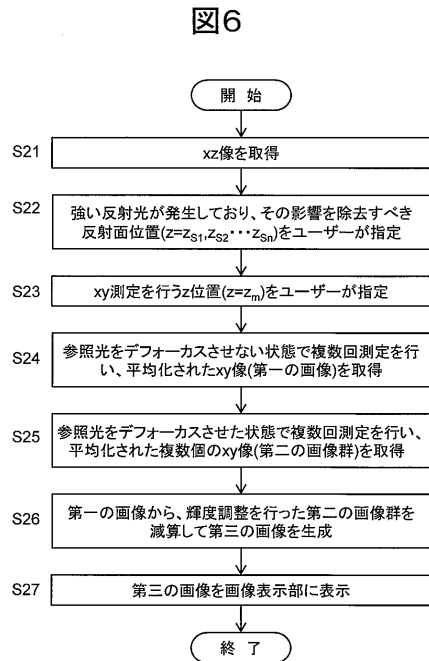 図6
開 始
S21
xz像を取得
S22
強い反射光が発生しており、その影響を除去すべき
反射面位置(z=zS1,zS2・・・zSn)をユーザーが指定
S23
xy測定を行うz位置(z=zm)をユーザーが指定
S24
参照光をデフォーカスさせない状態で複数回測定を行
い、平均化されたxy像(第一の画像)を取得
S25
参照光をデフォーカスさせた状態で複数回測定を行い、
平均化された複数個のxy像(第二の画像群)を取得
S26
第一の画像から、輝度調整を行った第二の画像群を
減算して第三の画像を生成
S27
第三の画像を画像表示部に表示
終 了